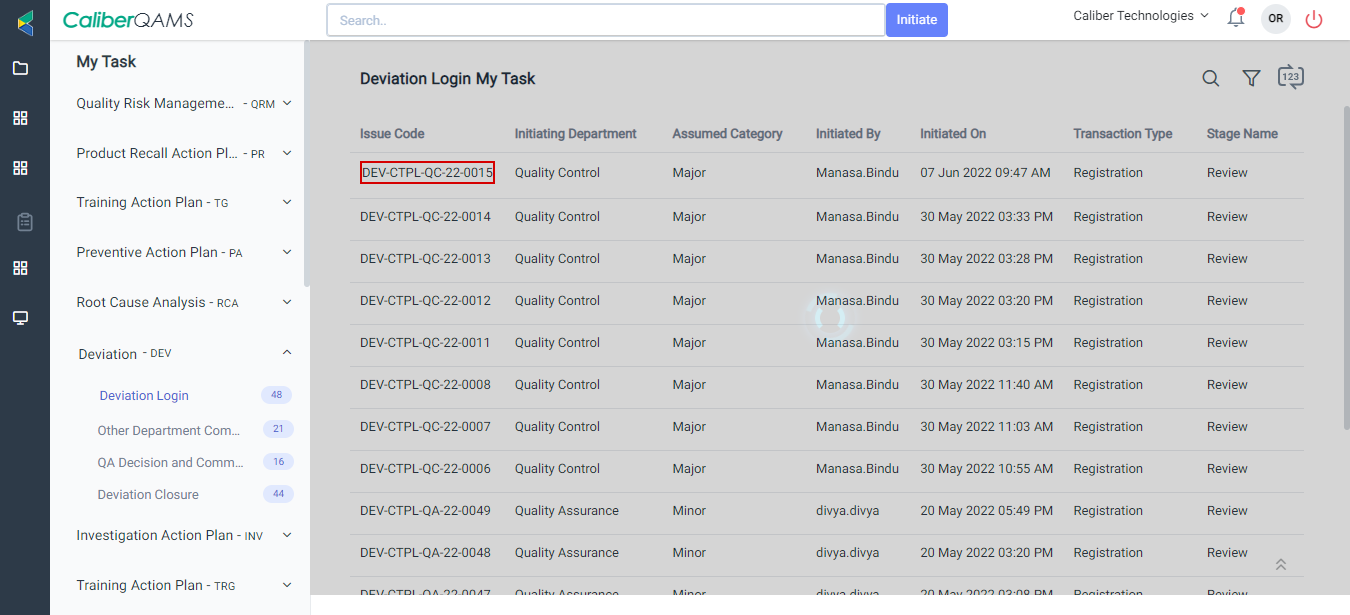 CaliberQAMS
Search..
Initiate
Caliber Technologies
OR
My Task
Quality Risk Manageme... - QRM
Product Recall Action Pl... - PR
Training Action Plan - TG
Preventive Action Plan - PA
Root Cause Analysis - RCA
Deviation - DEV
Deviation Login 48
Other Department Com... 21
QA Decision and Comm... 16
Deviation Closure 44
Investigation Action Plan - INV
Training Action Plan - TRG
Deviation Login My Task
123
Issue Code Initiating Department Assumed Category Initiated By Initiated On Transaction Type Stage Name
DEV-CTPL-QC-22-0015 Quality Control Major Manasa.Bindu 07 Jun 2022 09:47 AM Registration Review
DEV-CTPL-QC-22-0014 Quality Control Major Manasa.Bindu 30 May 2022 03:33 PM Registration Review
DEV-CTPL-QC-22-0013 Quality Control Major Manasa.Bindu 30 May 2022 03:28 PM Registration Review
DEV-CTPL-QC-22-0012 Quality Control Major Manasa.Bindu 30 May 2022 03:20 PM Registration Review
DEV-CTPL-QC-22-0011 Quality Control Major Manasa.Bindu 30 May 2022 03:15 PM Registration Review
DEV-CTPL-QC-22-0008 Quality Control Major Manasa.Bindu 30 May 2022 11:40 AM Registration Review
DEV-CTPL-QC-22-0007 Quality Control Major Manasa.Bindu 30 May 2022 11:03 AM Registration Review
DEV-CTPL-QC-22-0006 Quality Control Major Manasa.Bindu 30 May 2022 10:55 AM Registration Review
DEV-CTPL-QA-22-0049 Quality Assurance Minor divya.divya 20 May 2022 05:49 PM Registration Review
DEV-CTPL-QA-22-0048 Quality Assurance Minor divya.divya 20 May 2022 03:20 PM Registration Review
DEV-CTPL-QA-22-0047 Quality Assurance Minor divya.divya 20 May 2022 03:08 PM Registration Review